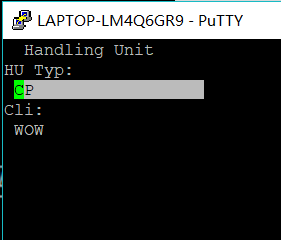 LAPTOP-LM4Q6GR9 - PuTTY
Handling Unit
HU Typ:
CP
Cli:
WOW